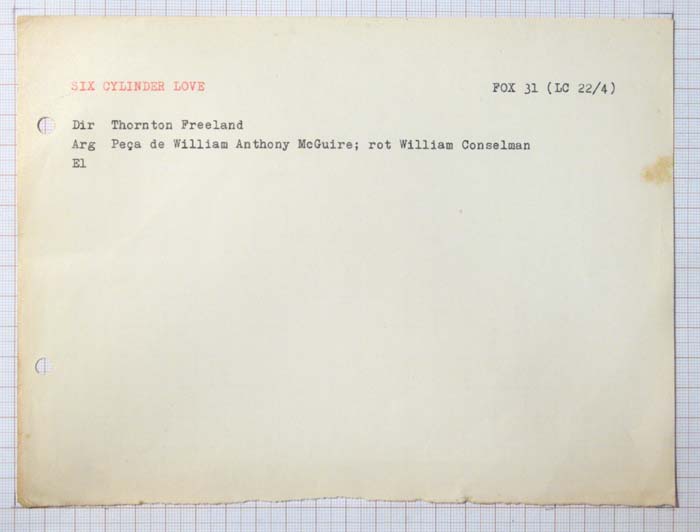 SIX CYLINDER LOVE FOX 31 (LC 22/4)
Dir Thornton Freeland
Arg Peça de William Anthony McGuire; rot William Conselman
El